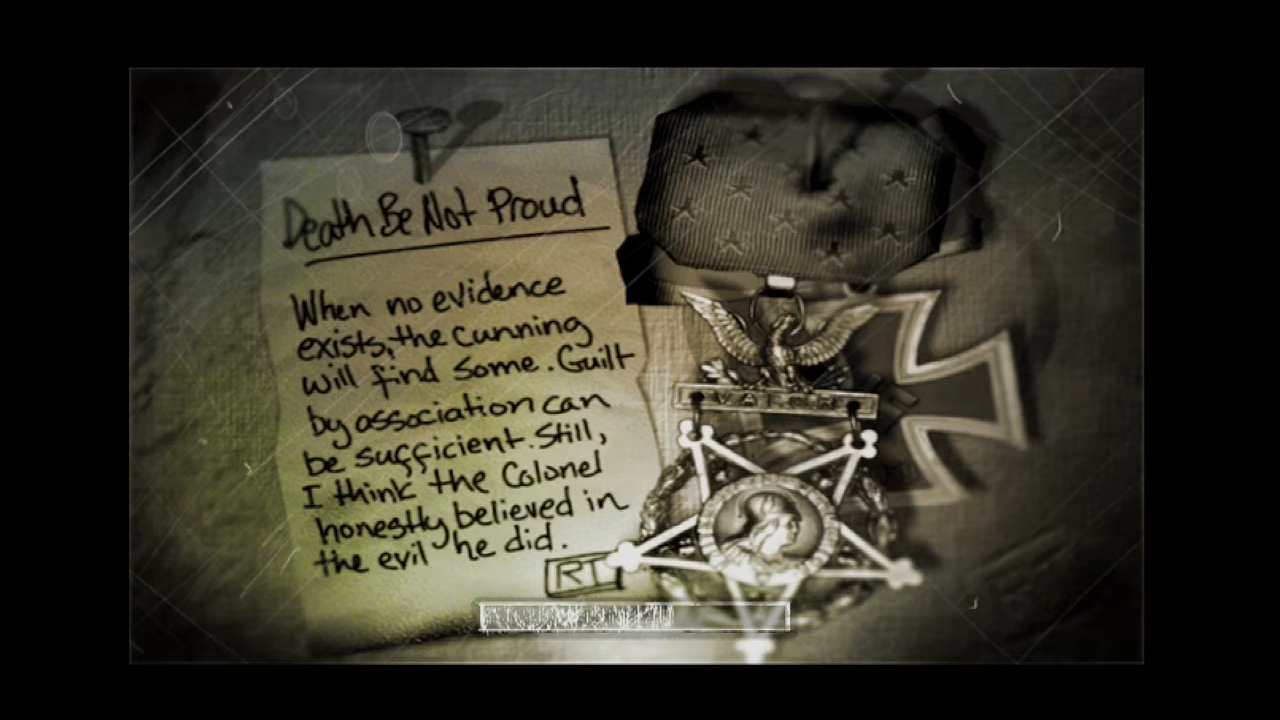 Death Be Not Proud
When no evidence
exists, the cunning
will find some. Guilt
by association can
be sufficient. Still,
I think the Colonel
honestly believed in
the evil he did.
RT
VALOR